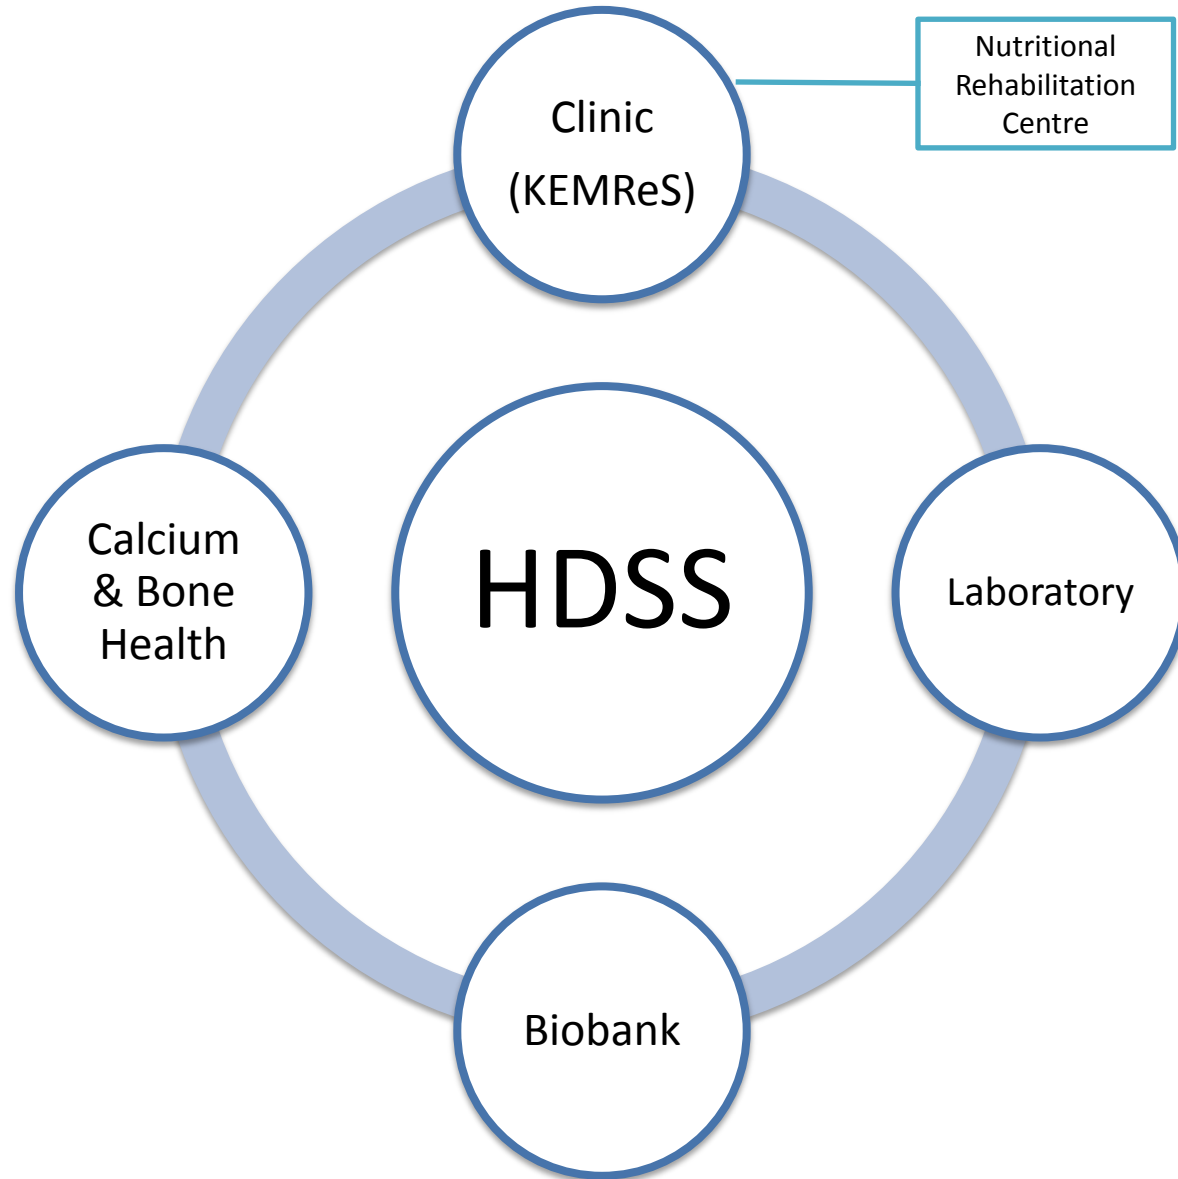 Clinic
(KEMReS)
Nutritional
Rehabilitation
Centre
Calcium
& Bone
Health
HDSS
Laboratory
Biobank